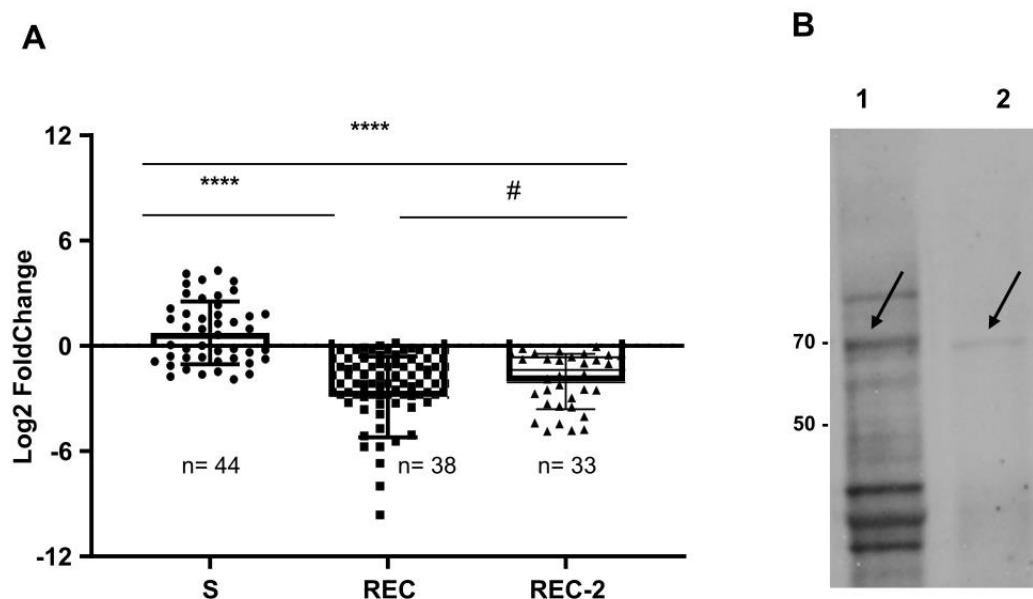 A
B
1 2
****
12
****
#
6
Log2 FoldChange
0
70 -
50 -
n= 44 n= 38 n= 33
-6
-12
S REC REC-2